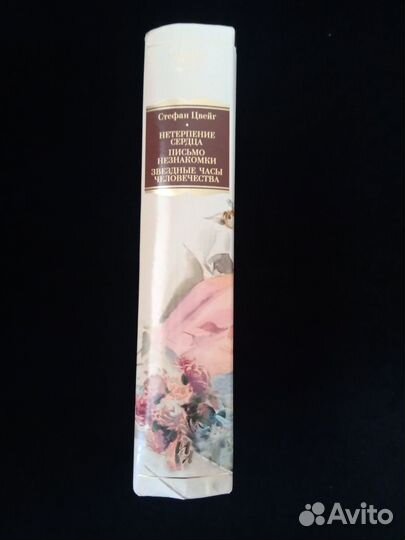 Стефан Цвейг
НЕТЕРПЕНИЕ
СЕРДЦА
ПИСЬМО
НЕЗНАКОМКИ
ЗВЕЗДНЫЕ ЧАСЫ
ЧЕЛОВЕЧЕСТВА
Avito